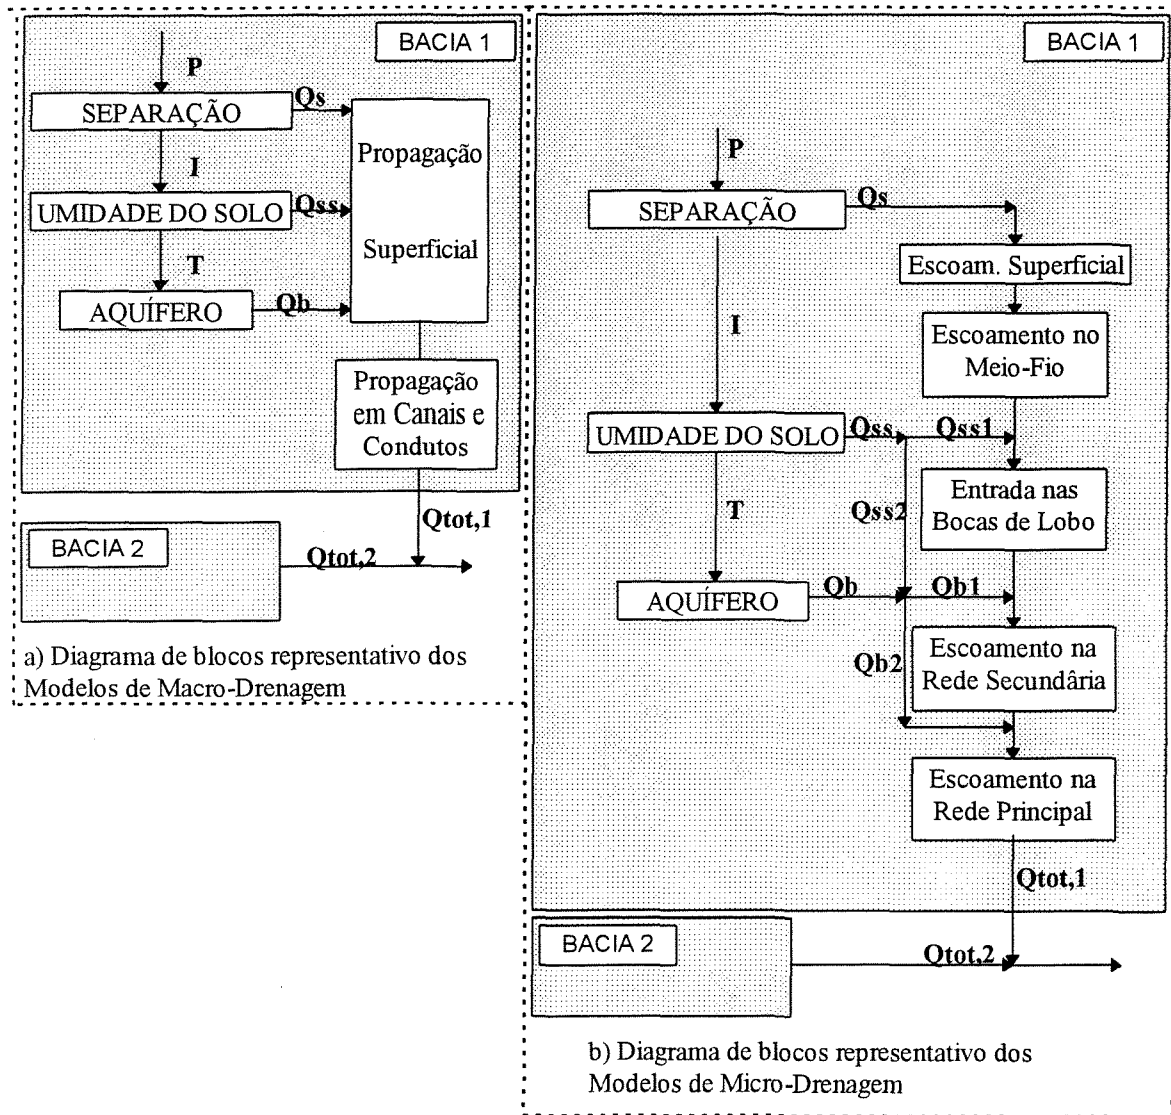 BACIA 1
P
SEPARAÇÃO
Qs
Propagação
Superficial
I
UMIDADE DO SOLO
Qss
T
AQUÍFERO
Qb
Propagação
em Canais e
Condutos
Qtot,1
BACIA 2
Qtot,2
a) Diagrama de blocos representativo dos
Modelos de Macro-Drenagem
BACIA 1
P
SEPARAÇÃO
Qs
Escoam. Superficial
Escoamento no
Meio-Fio
I
UMIDADE DO SOLO
Qss
Qss1
Entrada nas
Bocas de Lobo
Qss2
T
AQUÍFERO
Qb
Qb1
Escoamento na
Rede Secundâria
Qb2
Escoamento na
Rede Principal
Qtot,1
BACIA 2
Qtot,2
b) Diagrama de blocos representativo dos
Modelos de Micro-Drenagem